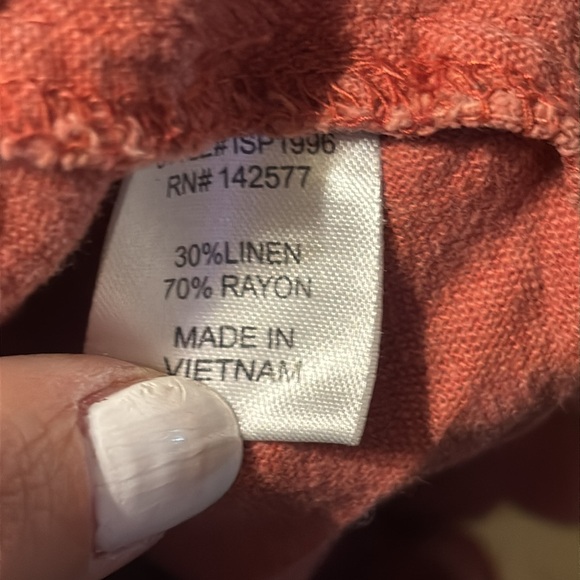 #ISP1996
RN# 142577
30%LINEN
70% RAYON
MADE IN
VIETNAM